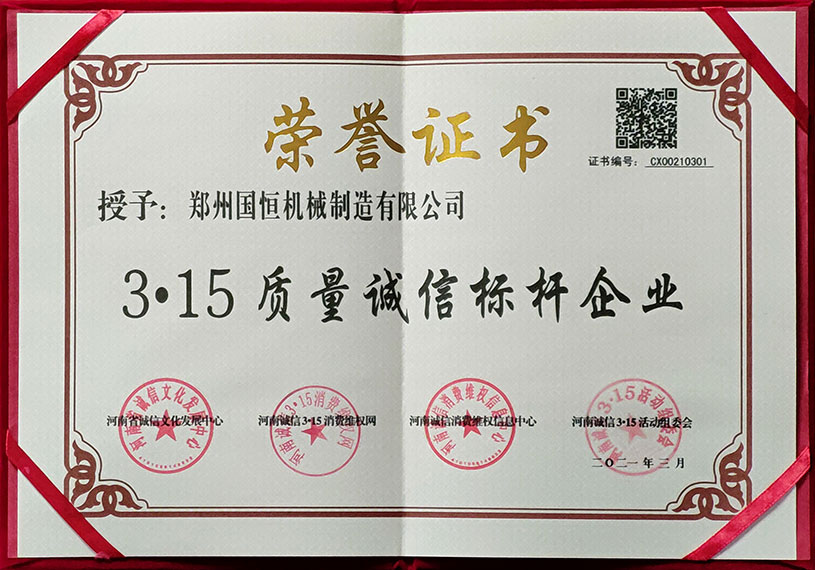 荣誉证书
证书编号： CX00210301
授予：郑州国恒机械制造有限公司
3·15 质量诚信标杆企业
河南省诚信文化发展中心
河南诚信3·15消费维权网
河南诚信消费维权信息中心
河南诚信3·15活动组委会
二〇二一年三月